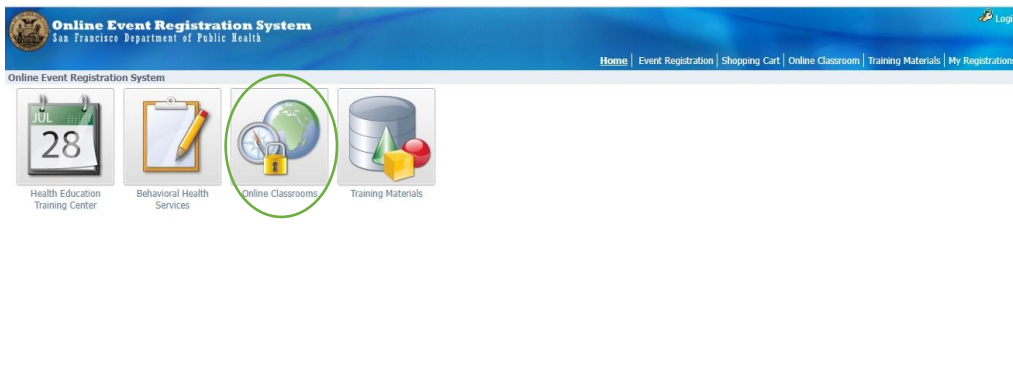 Online Event Registration System
San Francisco Department of Public Health
Home | Event Registration | Shopping Cart | Online Classroom | Training Materials | My Registrations
Online Event Registration System
JUL
28
Health Education
Training Center
Behavioral Health
Services
Online Classrooms
Training Materials